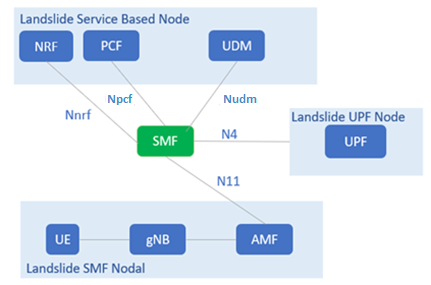 Landslide Service Based Node
NRF
PCF
UDM
Npcf
Nudm
Nnrf
SMF
N4
Landslide UPF Node
UPF
N11
UE
gNB
AMF
Landslide SMF Nodal